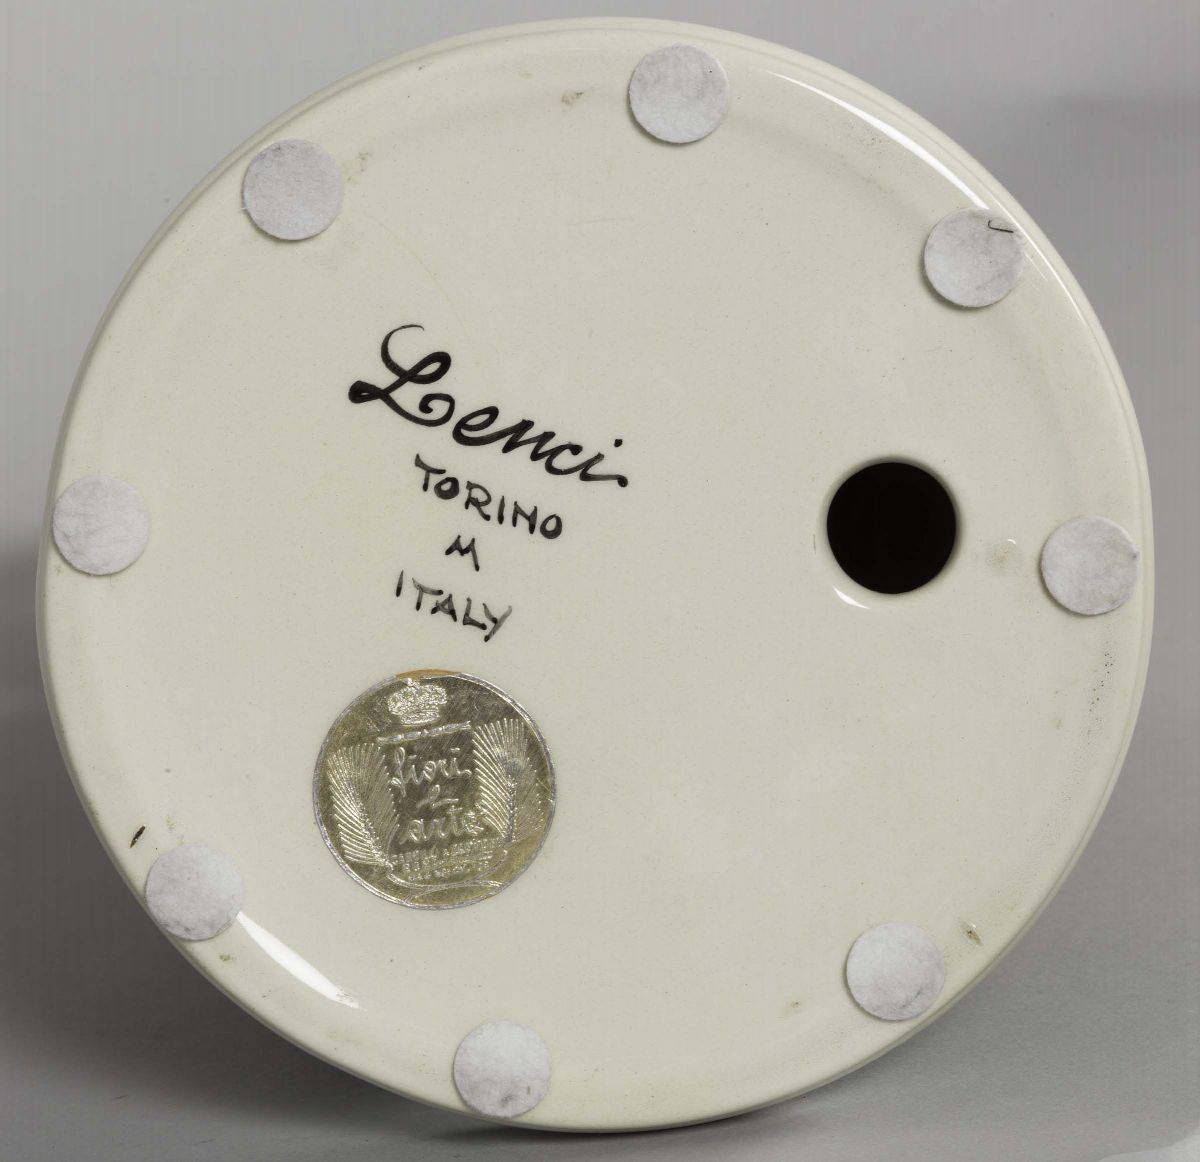 Lenci
TORINO
M
ITALY
fiori
&
arte